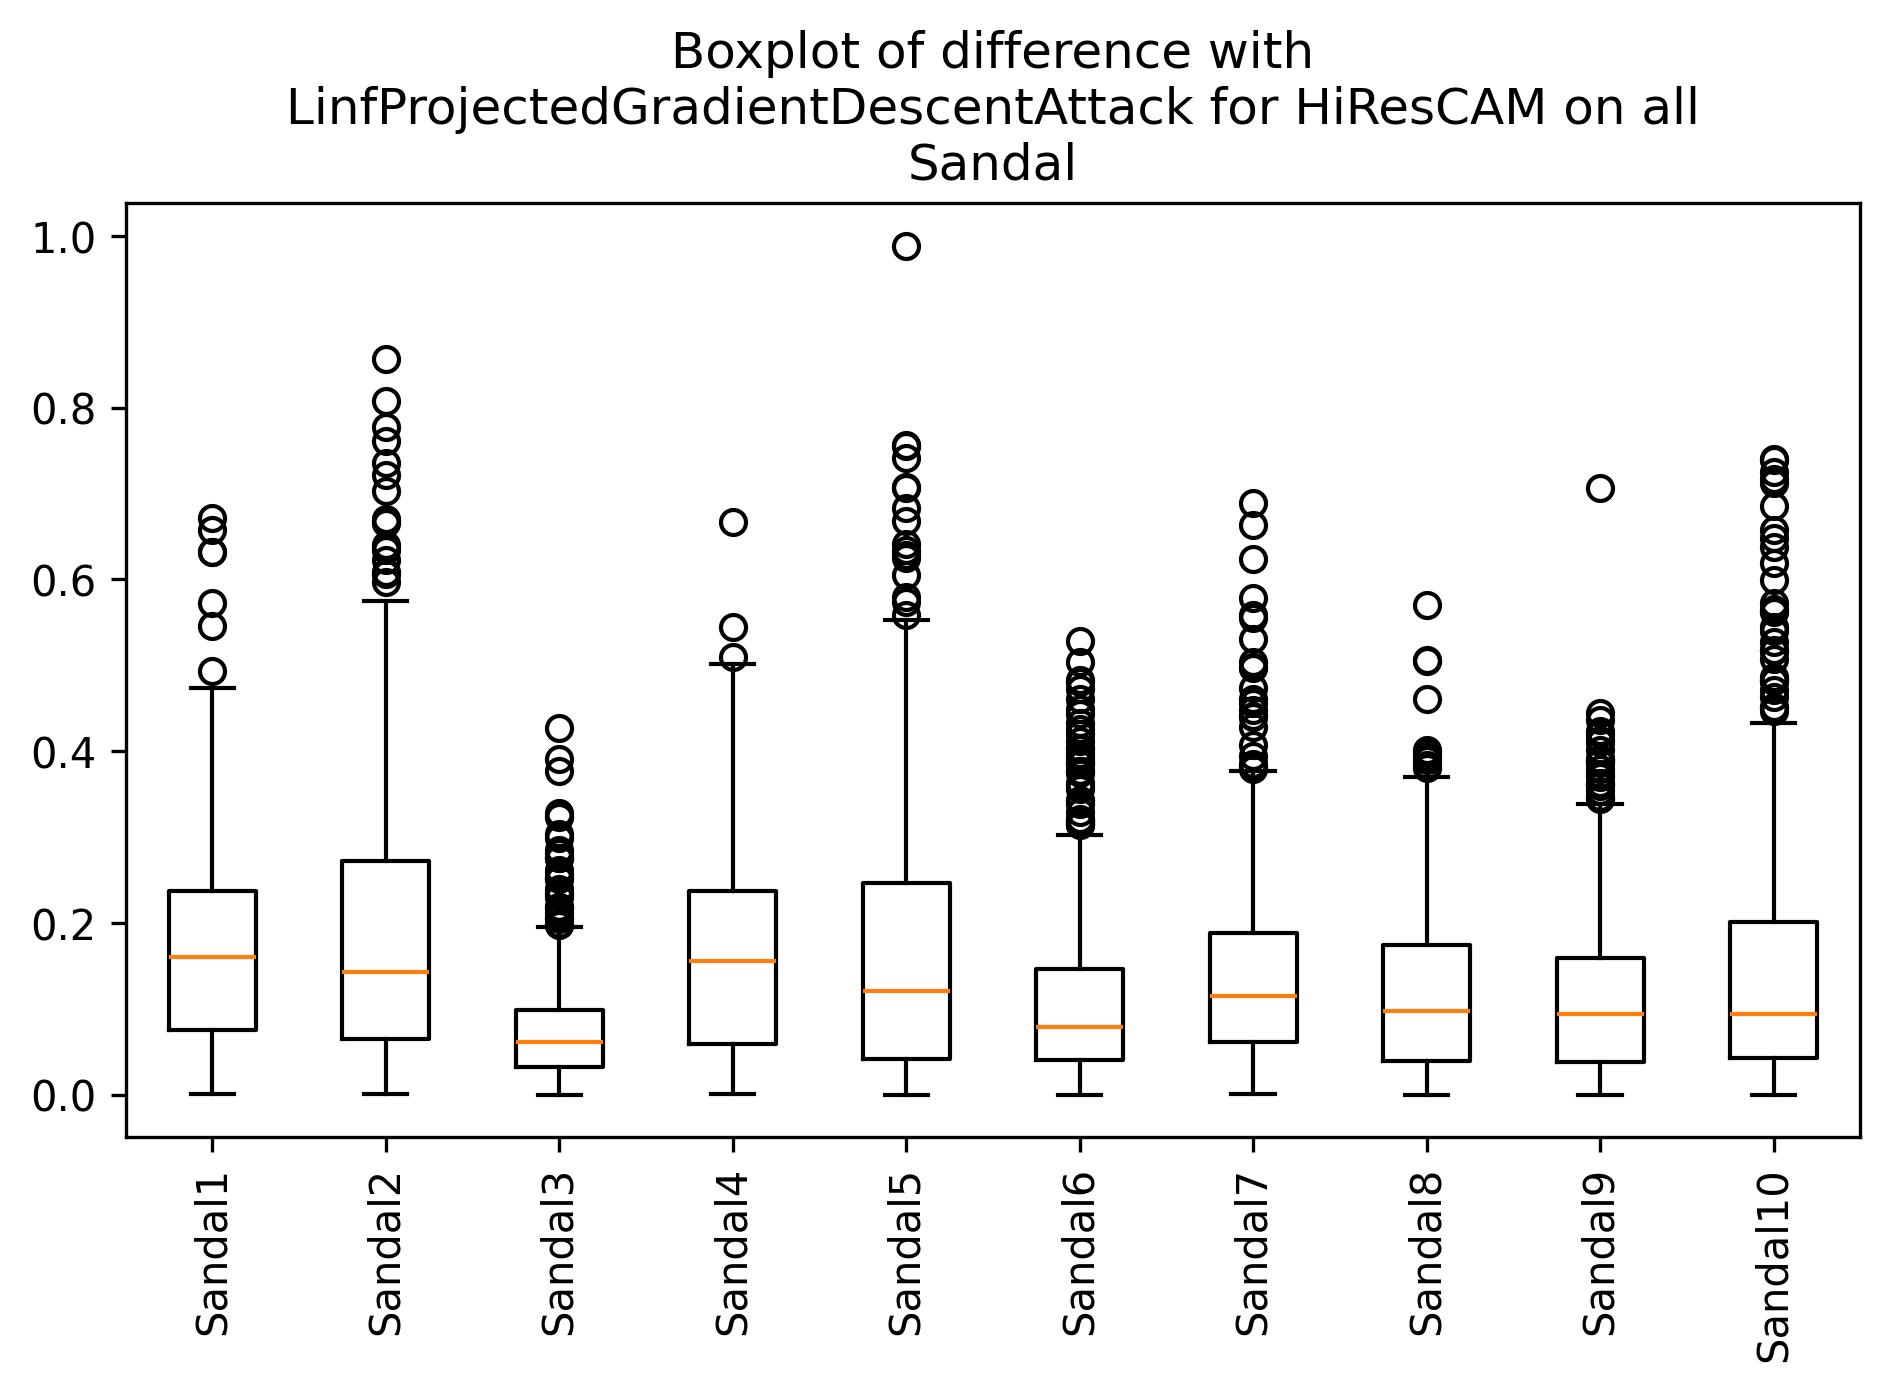 Boxplot of difference with
LinfProjectedGradientDescentAttack for HiResCAM on all
Sandal
1.0
0.8
0.6
0.4
0.2
0.0
Sandal1
Sandal2
Sandal3
Sandal4
Sandal5
Sandal6
Sandal7
Sandal8
Sandal9
Sandal10